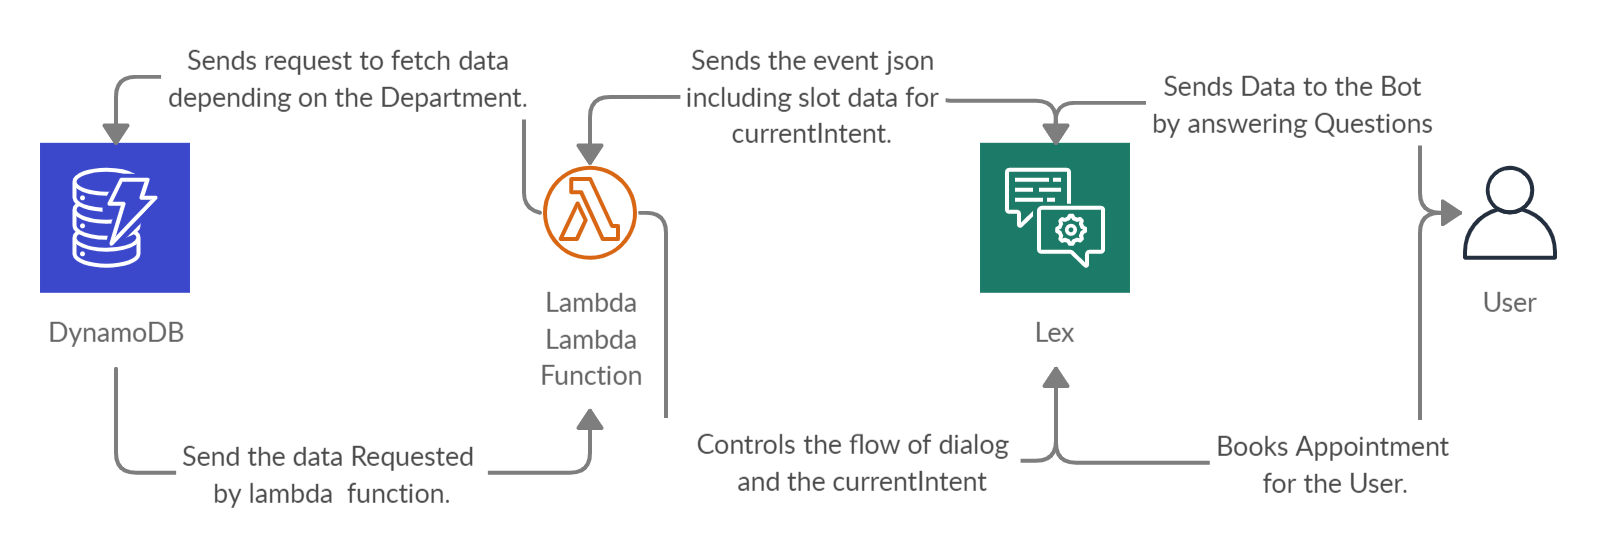 Sends request to fetch data
depending on the Department.
Sends the event json
including slot data for
currentIntent.
Sends Data to the Bot
by answering Questions
DynamoDB
Lambda
Lambda
Function
Lex
User
Send the data Requested
by lambda  function.
Controls the flow of dialog
and the currentIntent
Books Appointment
for the User.